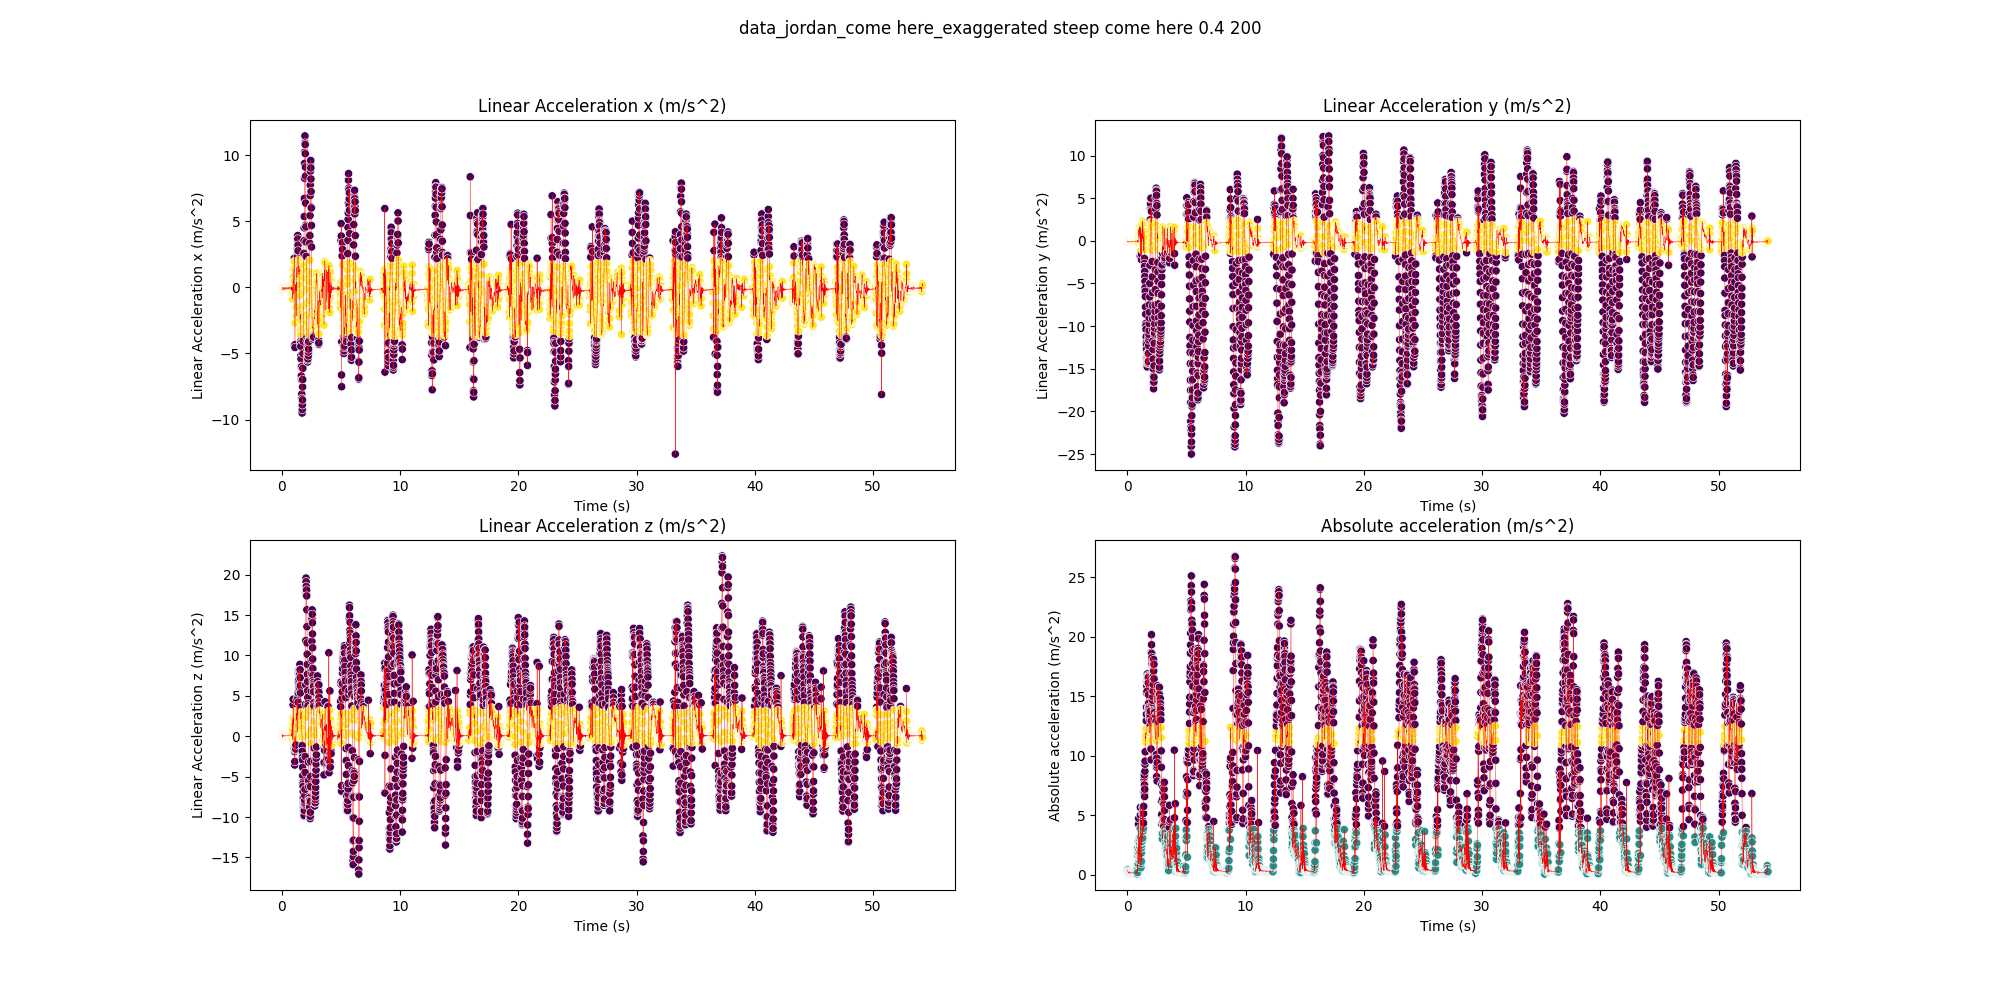 data_jordan_come here_exaggerated steep come here 0.4 200
Linear Acceleration x (m/s^2)
Linear Acceleration x (m/s^2)
10
5
0
−5
−10
0 10 20 30 40 50
Time (s)
Linear Acceleration y (m/s^2)
Linear Acceleration y (m/s^2)
10
5
0
−5
−10
−15
−20
−25
0 10 20 30 40 50
Time (s)
Linear Acceleration z (m/s^2)
Linear Acceleration z (m/s^2)
20
15
10
5
0
−5
−10
−15
0 10 20 30 40 50
Time (s)
Absolute acceleration (m/s^2)
Absolute acceleration (m/s^2)
25
20
15
10
5
0
0 10 20 30 40 50
Time (s)